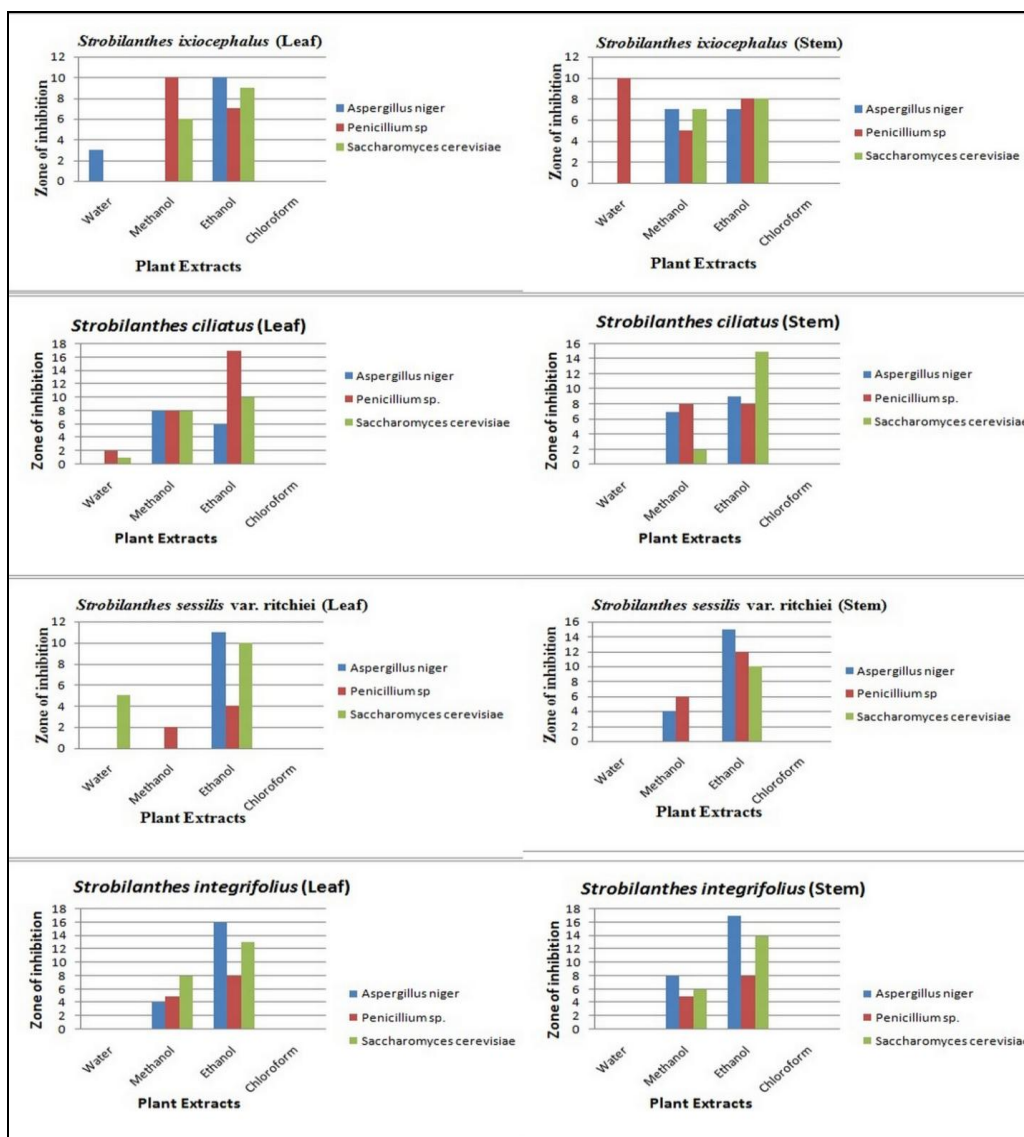 Strobilanthes ixiocephalus (Leaf)
Zone of inhibition
12
10
8
6
4
2
0
Water
Methanol
Ethanol
Chloroform
Plant Extracts
Aspergillus niger
Penicillium sp
Saccharomyces cerevisiae
Strobilanthes ixiocephalus (Stem)
Zone of inhibition
12
10
8
6
4
2
0
Water
Methanol
Ethanol
Chloroform
Plant Extracts
Aspergillus niger
Penicillium sp
Saccharomyces cerevisiae
Strobilanthes ciliatus (Leaf)
Zone of inhibition
18
16
14
12
10
8
6
4
2
0
Water
Methanol
Ethanol
Chloroform
Plant Extracts
Aspergillus niger
Penicillium sp.
Saccharomyces cerevisiae
Strobilanthes ciliatus (Stem)
Zone of inhibition
16
14
12
10
8
6
4
2
0
Water
Methanol
Ethanol
Chloroform
Plant Extracts
Aspergillus niger
Penicillium sp.
Saccharomyces cerevisiae
Strobilanthes sessilis var. ritchiei (Leaf)
Zone of inhibition
12
10
8
6
4
2
0
Water
Methanol
Ethanol
Chloroform
Plant Extracts
Aspergillus niger
Penicillium sp
Saccharomyces cerevisiae
Strobilanthes sessilis var. ritchiei (Stem)
Zone of inhibition
16
14
12
10
8
6
4
2
0
Water
Methanol
Ethanol
Chloroform
Plant Extracts
Aspergillus niger
Penicillium sp
Saccharomyces cerevisiae
Strobilanthes integrifolius (Leaf)
Zone of inhibition
18
16
14
12
10
8
6
4
2
0
Water
Methanol
Ethanol
Chloroform
Plant Extracts
Aspergillus niger
Penicillium sp.
Saccharomyces cerevisiae
Strobilanthes integrifolius (Stem)
Zone of inhibition
18
16
14
12
10
8
6
4
2
0
Water
Methanol
Ethanol
Chloroform
Plant Extracts
Aspergillus niger
Penicillium sp.
Saccharomyces cerevisiae